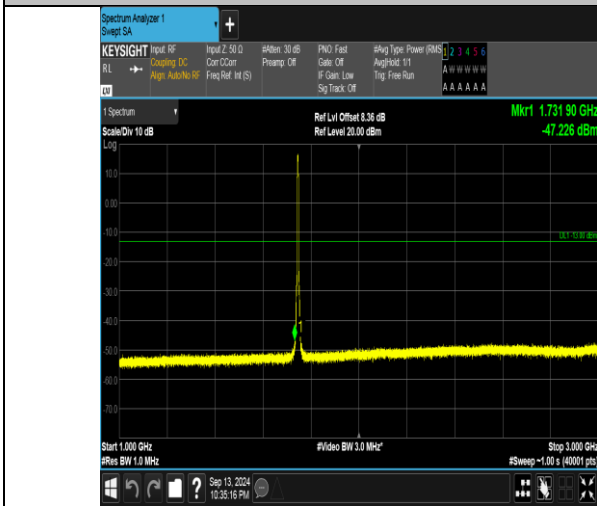 Spectrum Analyzer 1
Swept SA
+
KEYSIGHT
RL
Input: RF
Coupling: DC
Align: Auto/No RF
Input Z: 50 Ω
Corr CCorr
Freq Ref: Int (S)
#Atten: 30 dB
Preamp: Off
PNO: Fast
Gate: Off
IF Gain: Low
Sig Track: Off
#Avg Type: Power (RMS
Avg|Hold: 1/1
Trig: Free Run
1 2 3 4 5 6
A W W W W W
A A A A A A
1 Spectrum
Scale/Div 10 dB
Log
Ref Lvl Offset 8.36 dB
Ref Level 20.00 dBm
Mkr1 1.731 90 GHz
-47.226 dBm
10.0
0.00
-10.0
-20.0
-30.0
-40.0
-50.0
-60.0
-70.0
DL1 -13.00 dBm
Start 1.000 GHz
#Res BW 1.0 MHz
#Video BW 3.0 MHz*
Stop 3.000 GHz
#Sweep ~1.00 s (40001 pts)
?
Sep 13, 2024
10:35:16 PM